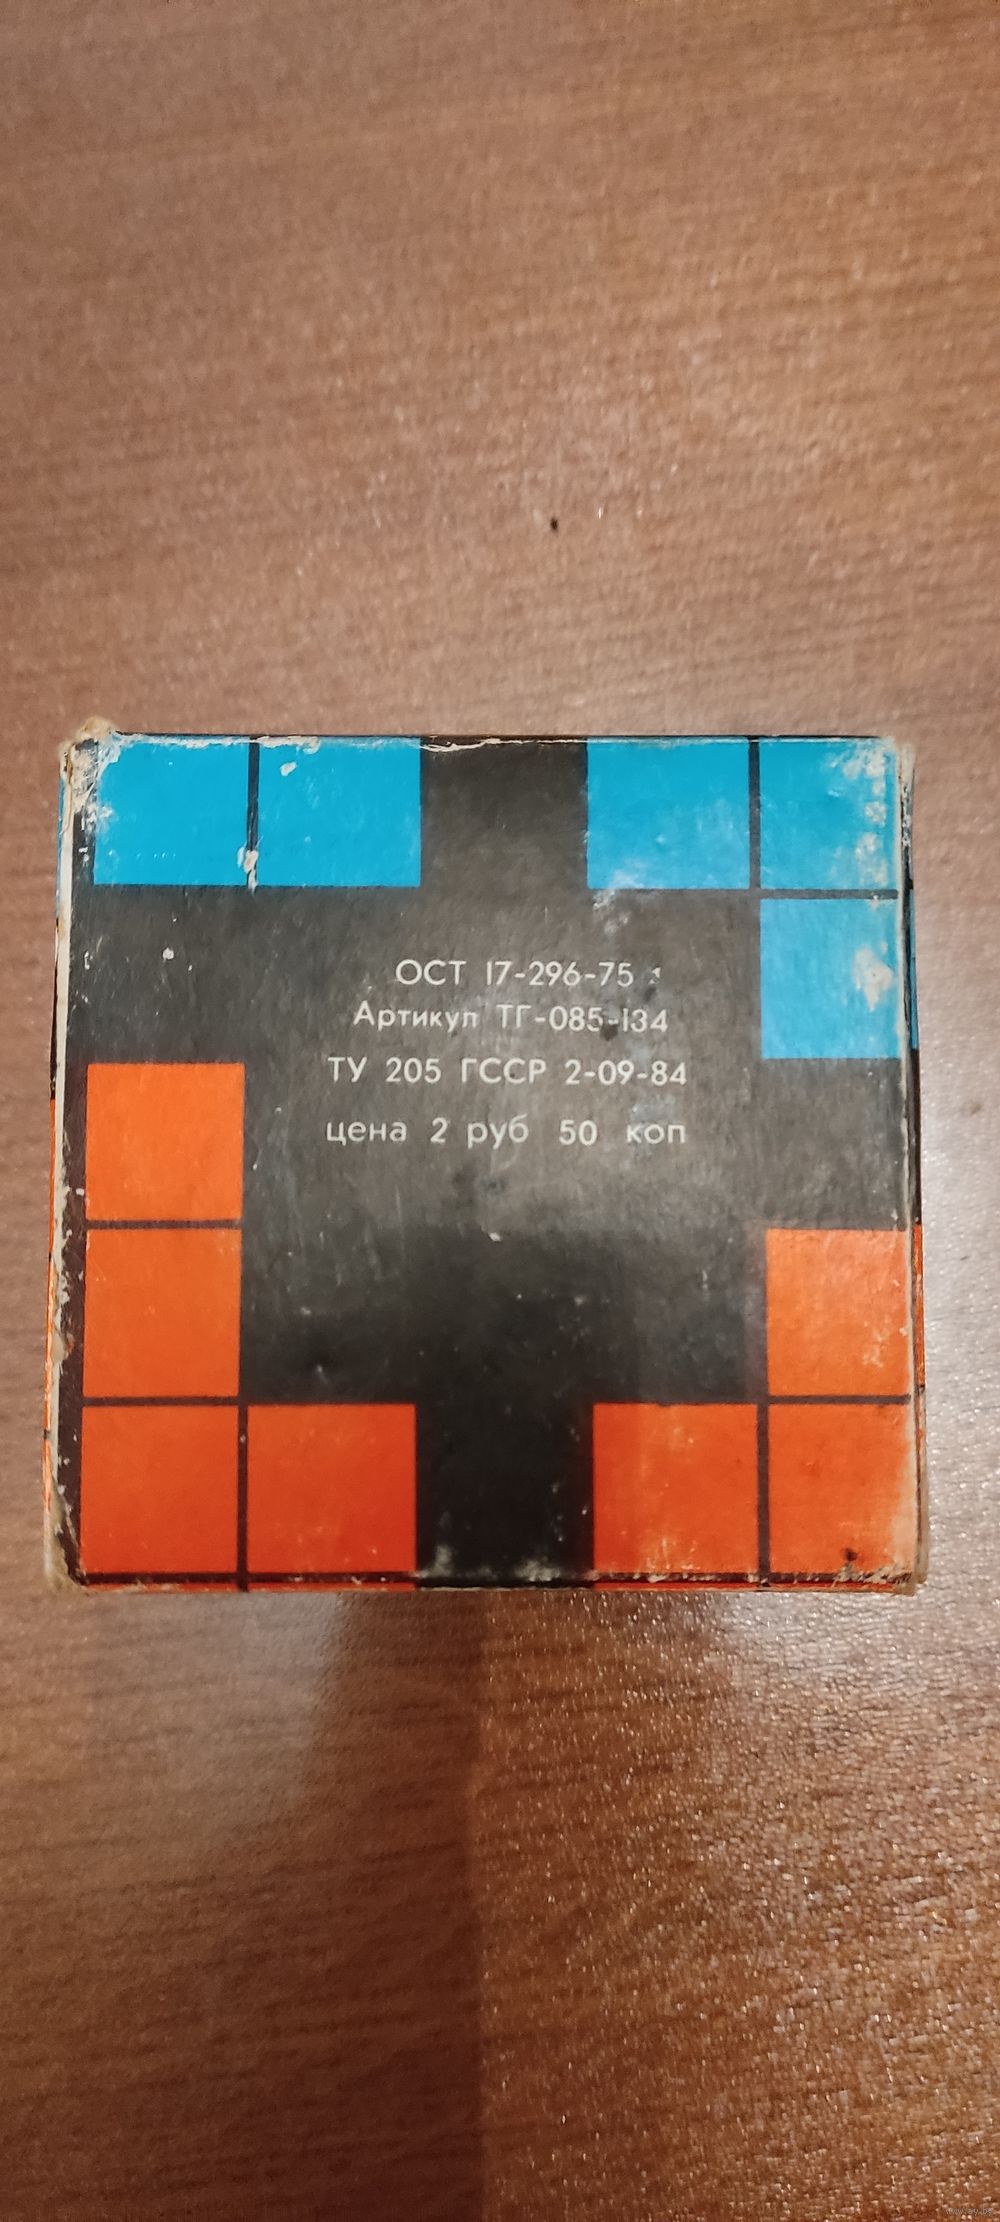 ОСТ 17-296-75
Артикул ТГ-085-134
ТУ 205 ГССР 2-09-84
цена 2 руб 50 коп